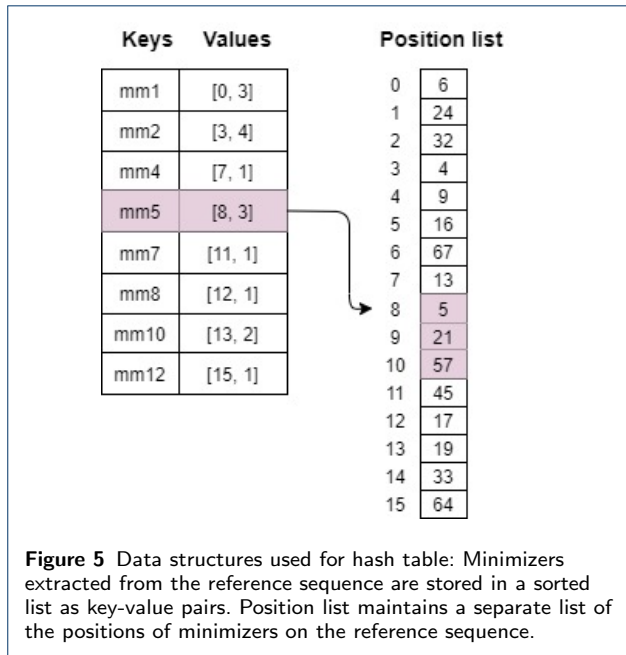 Keys Values Position list
mm1 [0, 3]
mm2 [3, 4]
mm4 [7, 1]
mm5 [8, 3]
mm7 [11, 1]
mm8 [12, 1]
mm10 [13, 2]
mm12 [15, 1]
0 6
1 24
2 32
3 4
4 9
5 16
6 67
7 13
8 5
9 21
10 57
11 45
12 17
13 19
14 33
15 64
Figure 5 Data structures used for hash table: Minimizers
extracted from the reference sequence are stored in a sorted
list as key-value pairs. Position list maintains a separate list of
the positions of minimizers on the reference sequence.